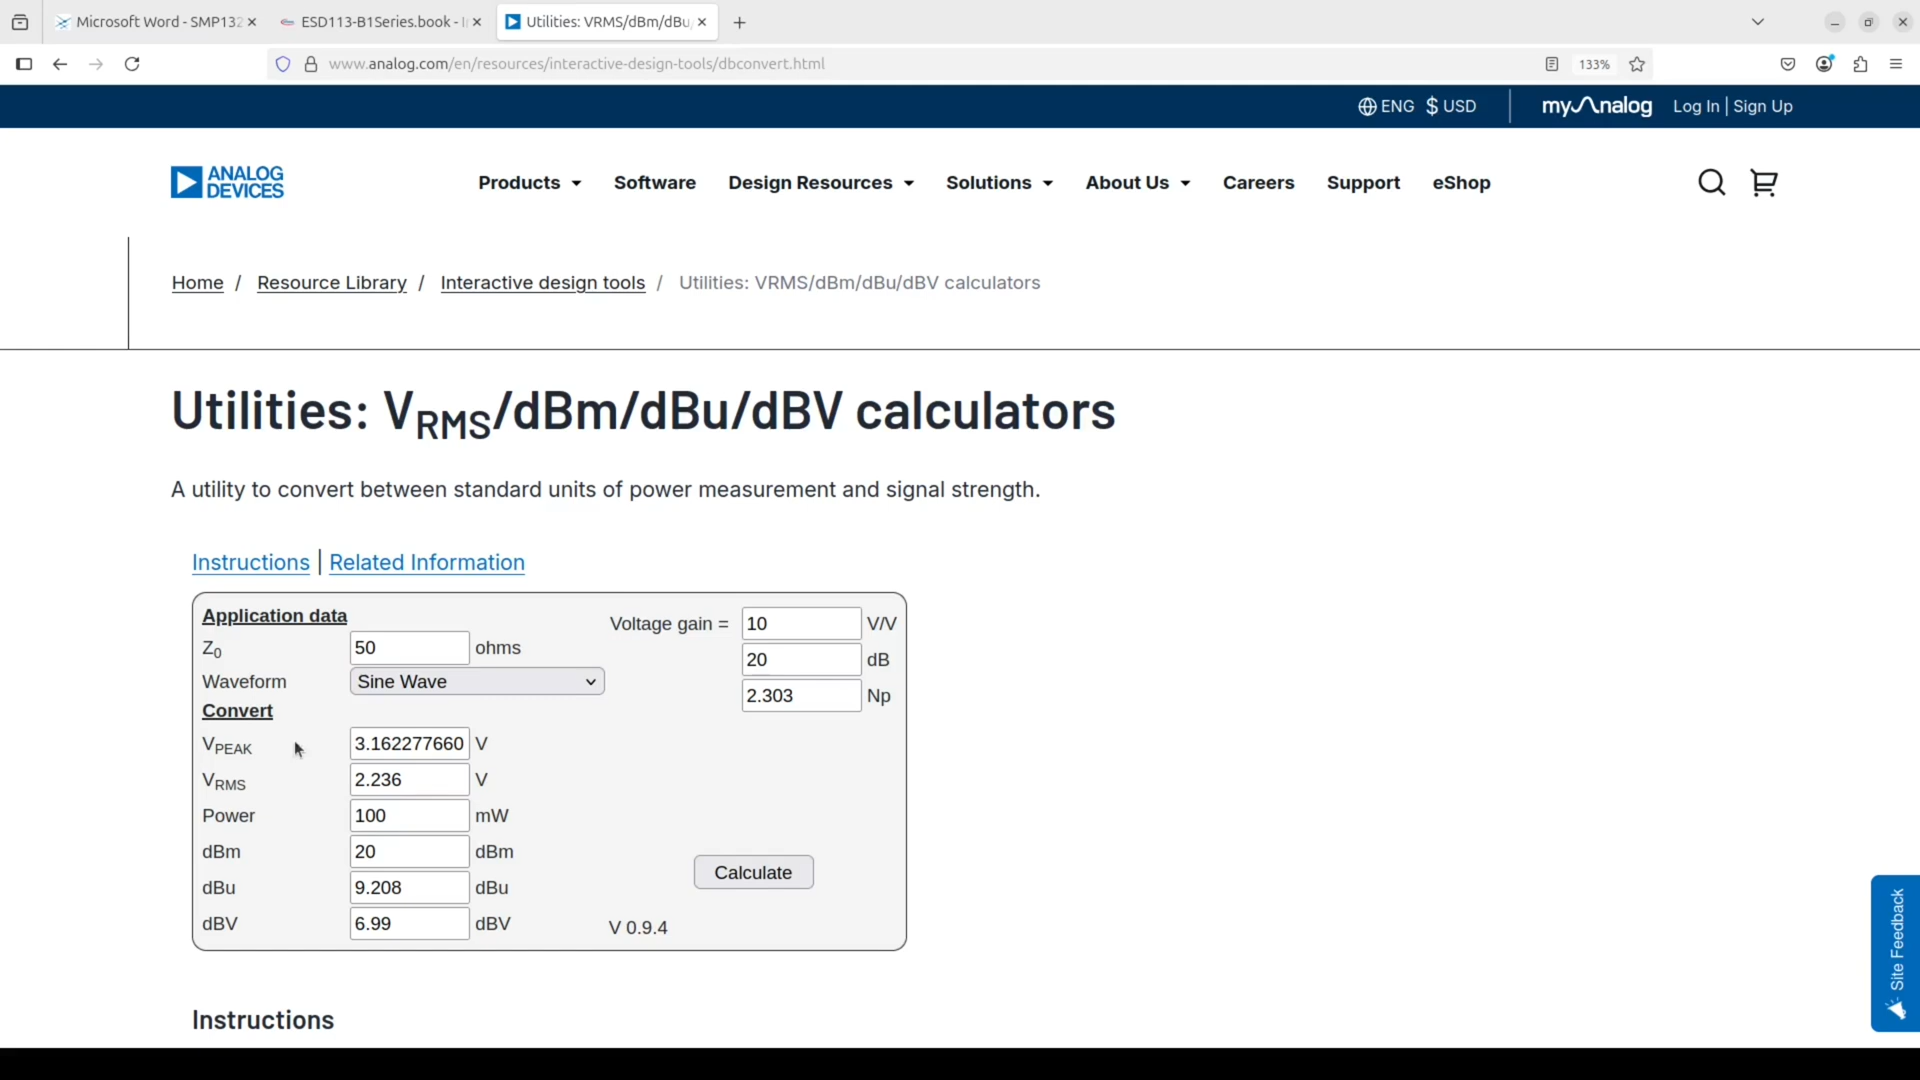 Microsoft Word - SMP132
ESD113-B1Series.book - I
Utilities: VRMS/dBm/dBu
www.analog.com/en/resources/interactive-design-tools/dbconvert.html
133%
ENG $ USD
myAnalog
Log In | Sign Up
ANALOG
DEVICES
Products
Software
Design Resources
Solutions
About Us
Careers
Support
eShop
Home / Resource Library / Interactive design tools / Utilities: VRMS/dBm/dBu/dBV calculators
Utilities: VRMS/dBm/dBu/dBV calculators
A utility to convert between standard units of power measurement and signal strength.
Instructions | Related Information
Application data
Z0 50 ohms
Waveform Sine Wave
Convert
VPEAK 3.162277660 V
VRMS 2.236 V
Power 100 mW
dBm 20 dBm
dBu 9.208 dBu
dBV 6.99 dBV
Voltage gain = 10 V/V
20 dB
2.303 Np
Calculate
V 0.9.4
Instructions
Site Feedback